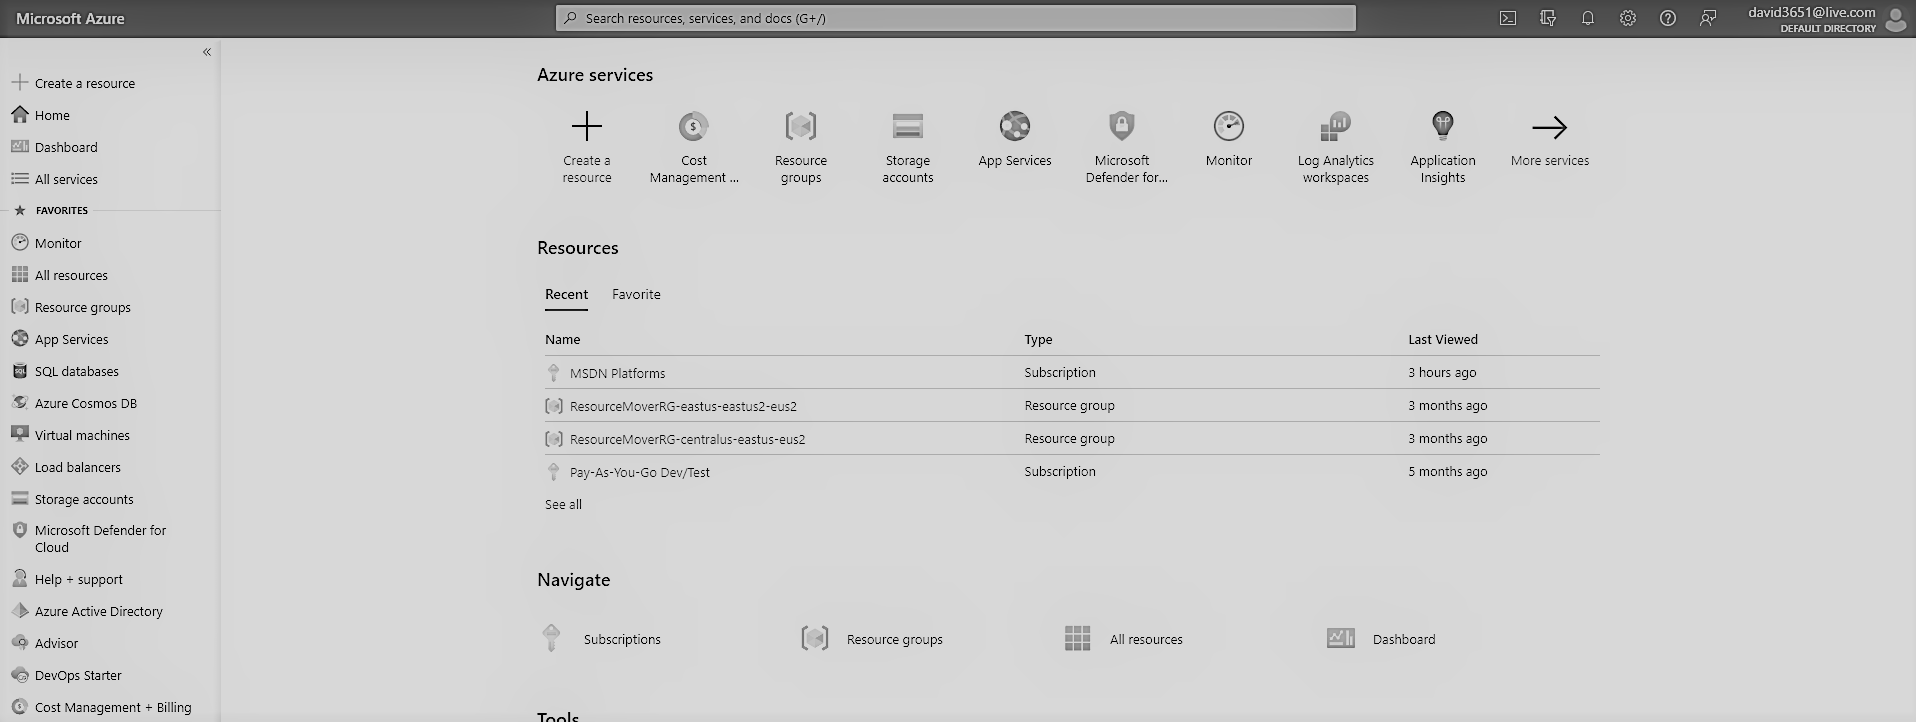 Microsoft Azure
Search resources, services, and docs (G+/)
david3651@live.com
DEFAULT DIRECTORY
«
Create a resource
Home
Dashboard
All services
FAVORITES
Monitor
All resources
Resource groups
App Services
SQL databases
Azure Cosmos DB
Virtual machines
Load balancers
Storage accounts
Microsoft Defender for
Cloud
Help + support
Azure Active Directory
Advisor
DevOps Starter
Cost Management + Billing
Azure services
Create a
resource
Cost
Management ...
Resource
groups
Storage
accounts
App Services
Microsoft
Defender for...
Monitor
Log Analytics
workspaces
Application
Insights
More services
Resources
Recent Favorite
Name Type Last Viewed
MSDN Platforms Subscription 3 hours ago
ResourceMoverRG-eastus-eastus2-eus2 Resource group 3 months ago
ResourceMoverRG-centralus-eastus-eus2 Resource group 3 months ago
Pay-As-You-Go Dev/Test Subscription 5 months ago
See all
Navigate
Subscriptions Resource groups All resources Dashboard
Tools